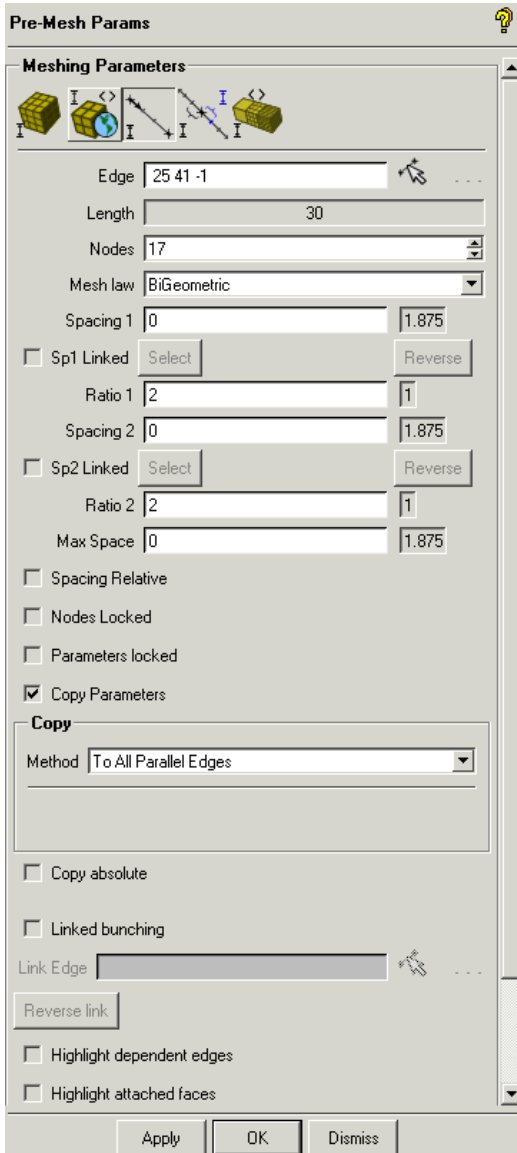 Pre-Mesh Params
Meshing Parameters
Edge 25 41 -1 ...
Length 30
Nodes 17
Mesh law BiGeometric
Spacing 1 0 1.875
Sp1 Linked Select Reverse
Ratio 1 2 1
Spacing 2 0 1.875
Sp2 Linked Select Reverse
Ratio 2 2 1
Max Space 0 1.875
Spacing Relative
Nodes Locked
Parameters locked
Copy Parameters
Copy
Method To All Parallel Edges
Copy absolute
Linked bunching
Link Edge ...
Reverse link
Highlight dependent edges
Highlight attached faces
Apply OK Dismiss